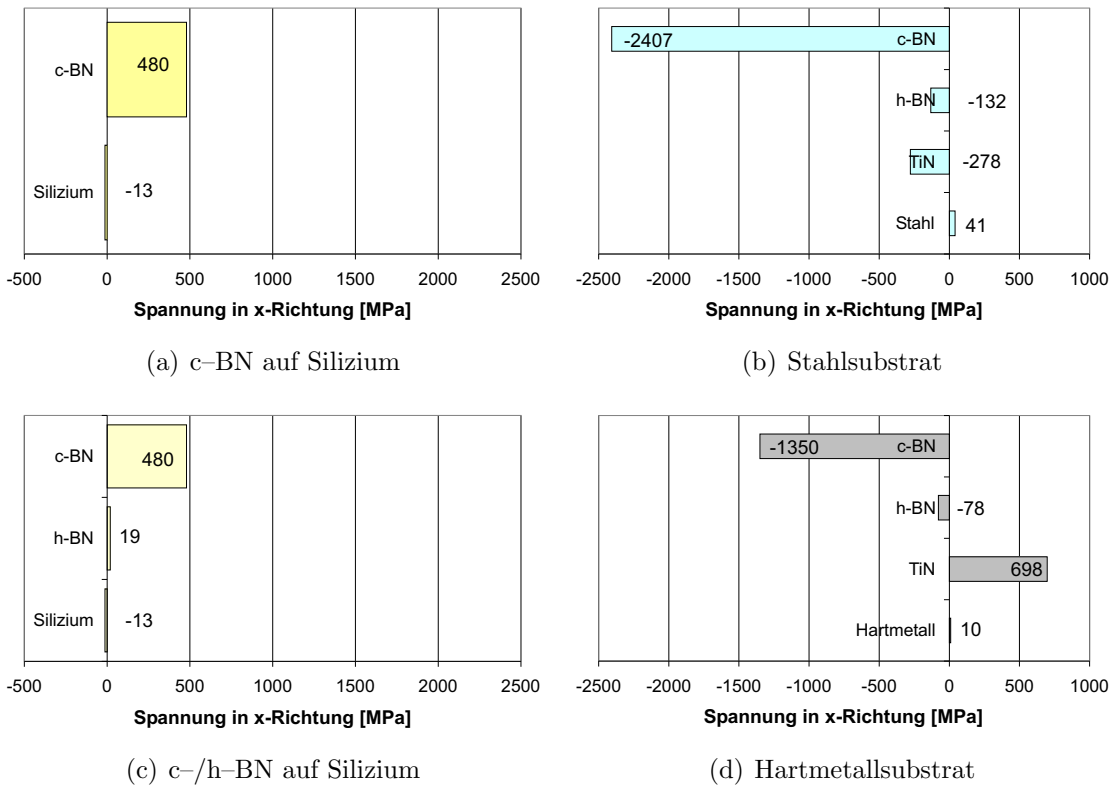 c-BN
480
Silizium
-13
-500 0 500 1000 1500 2000 2500
Spannung in x-Richtung [MPa]
(a) c–BN auf Silizium
-2407 c-BN
h-BN -132
TiN -278
Stahl 41
-2500 -2000 -1500 -1000 -500 0 500 1000
Spannung in x-Richtung [MPa]
(b) Stahlsubstrat
c-BN 480
h-BN 19
Silizium -13
-500 0 500 1000 1500 2000 2500
Spannung in x-Richtung [MPa]
(c) c–/h–BN auf Silizium
-1350 c-BN
h-BN -78
TiN 698
Hartmetall 10
-2500 -2000 -1500 -1000 -500 0 500 1000
Spannung in x-Richtung [MPa]
(d) Hartmetallsubstrat